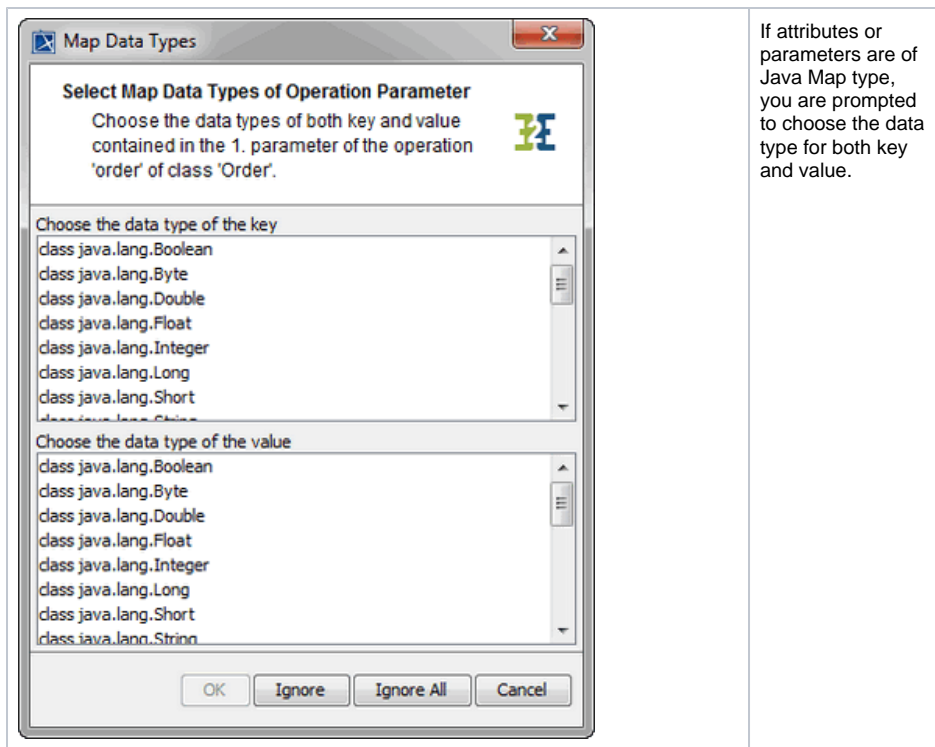 Map Data Types
Select Map Data Types of Operation Parameter
Choose the data types of both key and value
contained in the 1. parameter of the operation
'order' of class 'Order'.
E2E
Choose the data type of the key
class java.lang.Boolean
class java.lang.Byte
class java.lang.Double
class java.lang.Float
class java.lang.Integer
class java.lang.Long
class java.lang.Short
class java.lang.String
Choose the data type of the value
class java.lang.Boolean
class java.lang.Byte
class java.lang.Double
class java.lang.Float
class java.lang.Integer
class java.lang.Long
class java.lang.Short
class java.lang.String
OK Ignore Ignore All Cancel
If attributes or
parameters are of
Java Map type,
you are prompted
to choose the data
type for both key
and value.